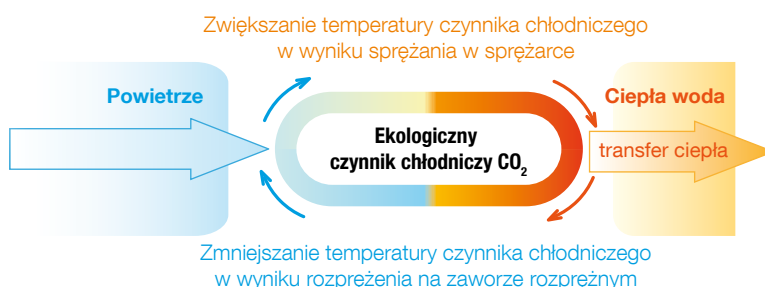 Zwiększanie temperatury czynnika chłodniczego
w wyniku sprężania w sprężarce
Powietrze
Ciepła woda
Ekologiczny
czynnik chłodniczy CO₂
transfer ciepła
Zmniejszanie temperatury czynnika chłodniczego
w wyniku rozprężenia na zaworze rozprężnym